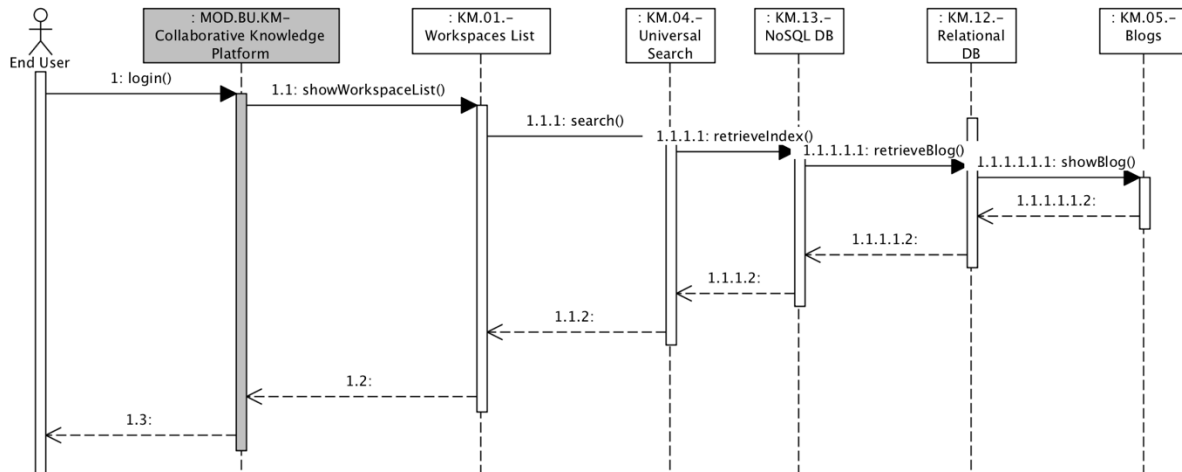 End User
: MOD.BU.KM-
Collaborative Knowledge
Platform
: KM.01.-
Workspaces List
: KM.04.-
Universal
Search
: KM.13.-
NoSQL DB
: KM.12.-
Relational
DB
: KM.05.-
Blogs
1: login()
1.1: showWorkspaceList()
1.1.1: search()
1.1.1.1: retrieveIndex()
1.1.1.1.1: retrieveBlog()
1.1.1.1.1.1: showBlog()
1.1.1.1.1.2:
1.1.1.1.2:
1.1.1.2:
1.1.2:
1.2:
1.3: